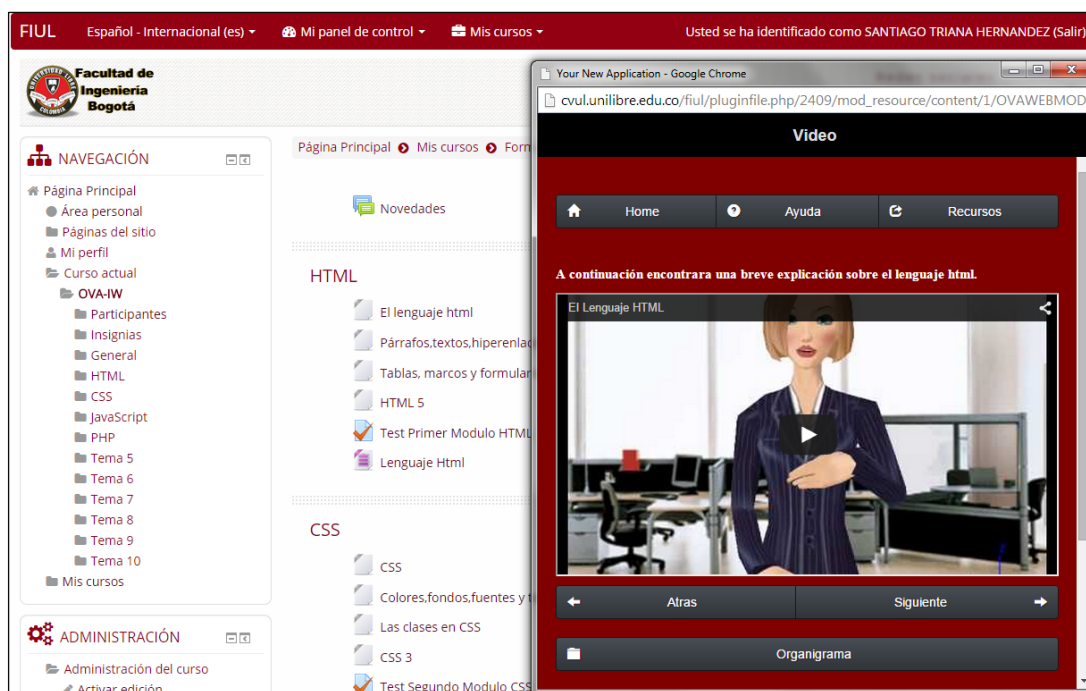 FIUL Español - Internacional (es) Mi panel de control Mis cursos Usted se ha identificado como SANTIAGO TRIANA HERNANDEZ (Salir)
UNIVERSIDAD LIBRE
COLOMBIA
Facultad de
Ingeniería
Bogotá
NAVEGACIÓN
Página Principal
Área personal
Páginas del sitio
Mi perfil
Curso actual
OVA-IW
Participantes
Insignias
General
HTML
CSS
JavaScript
PHP
Tema 5
Tema 6
Tema 7
Tema 8
Tema 9
Tema 10
Mis cursos
ADMINISTRACIÓN
Administración del curso
Activar edición
Página Principal Mis cursos Form
Novedades
HTML
El lenguaje html
Párrafos,textos,hiperenlac
Tablas, marcos y formular
HTML 5
Test Primer Modulo HTML
Lenguaje Html
CSS
CSS
Colores,fondos,fuentes y t
Las clases en CSS
CSS 3
Test Segundo Modulo CSS
Your New Application - Google Chrome
cvul.unilibre.edu.co/fiul/pluginfile.php/2409/mod_resource/content/1/OVAWEBMOD
Video
Home Ayuda Recursos
A continuación encontrara una breve explicación sobre el lenguaje html.
El Lenguaje HTML
Atras Siguiente
Organigrama